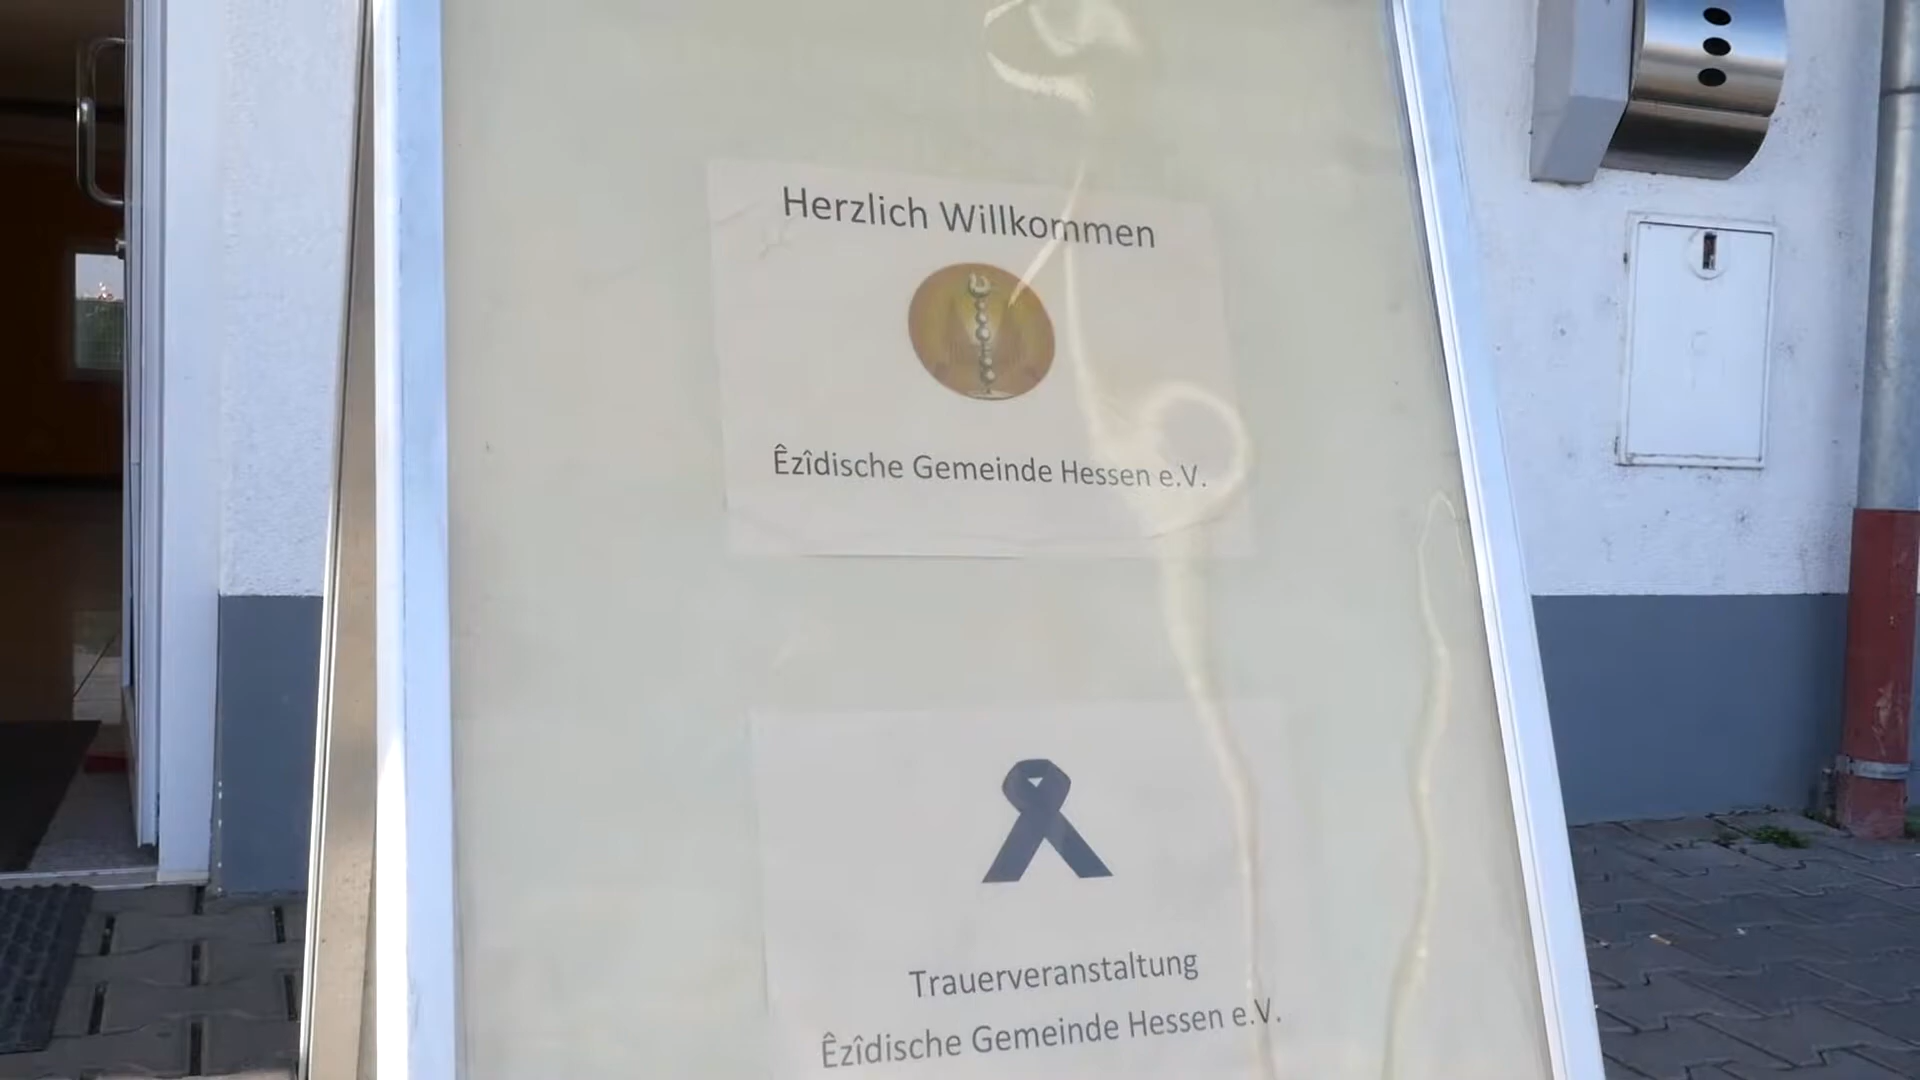 Herzlich Willkommen
Êzîdische Gemeinde Hessen e.V.
Trauerveranstaltung
Êzîdische Gemeinde Hessen e.V.